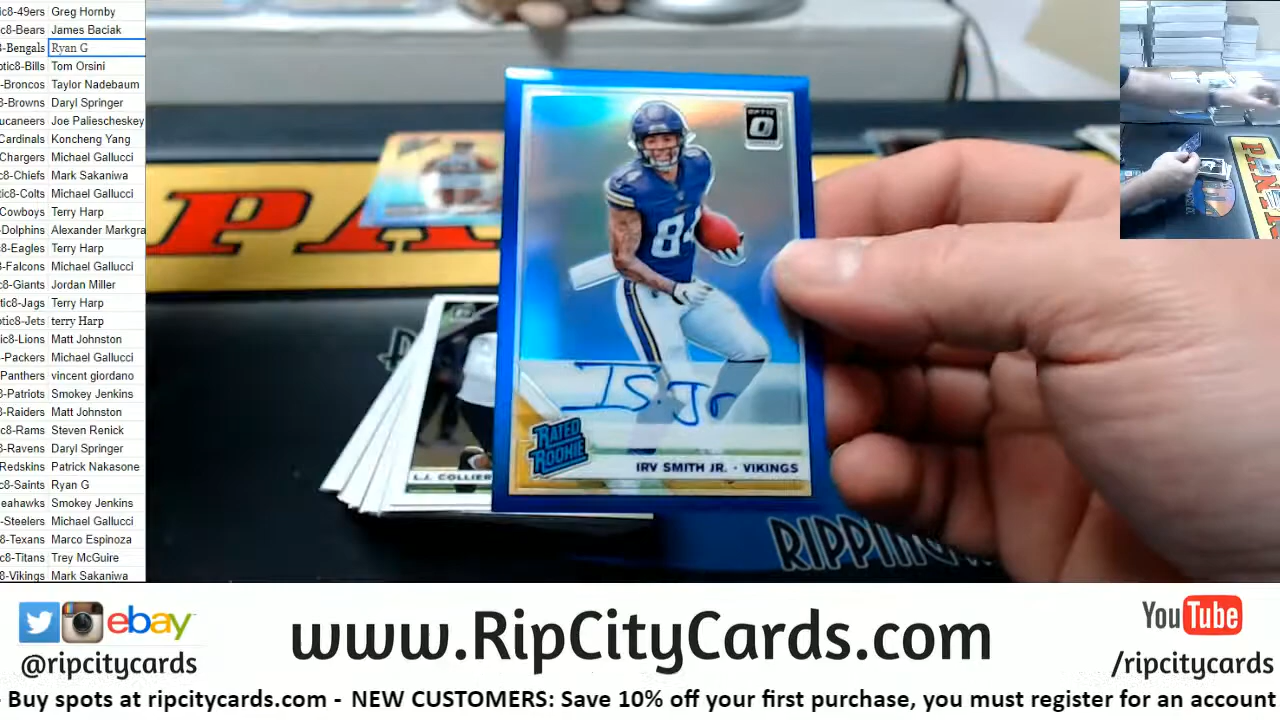 c8-49ers Greg Hornby
ic8-Bears James Baciak
8-Bengals Ryan G
otic8-Bills Tom Orsini
-Broncos Taylor Nadebaum
8-Browns Daryl Springer
ucaneers Joe Paliescheskey
Cardinals Koncheng Yang
Chargers Michael Gallucci
c8-Chiefs Mark Sakaniwa
tic8-Colts Michael Gallucci
Cowboys Terry Harp
-Dolphins Alexander Markgra
c8-Eagles Terry Harp
-Falcons Michael Gallucci
c8-Giants Jordan Miller
tic8-Jags Terry Harp
otic8-Jets terry Harp
ic8-Lions Matt Johnston
-Packers Michael Gallucci
Panthers vincent giordano
-Patriots Smokey Jenkins
-Raiders Matt Johnston
c8-Rams Steven Renick
-Ravens Daryl Springer
Redskins Patrick Nakasone
c8-Saints Ryan G
eahawks Smokey Jenkins
-Steelers Michael Gallucci
8-Texans Marco Espinoza
c8-Titans Trey McGuire
8-Vikings Mark Sakaniwa
OPTIC
84
I S. Jr
RATED
ROOKIE
IRV SMITH JR. · VIKINGS
L.J. COLLIER
PA
RIPPIN
ebay
@ripcitycards
www.RipCityCards.com
YouTube
/ripcitycards
- Buy spots at ripcitycards.com - NEW CUSTOMERS: Save 10% off your first purchase, you must register for an account